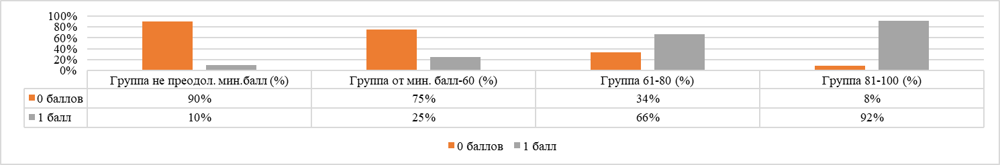 100%
80%
60%
40%
20%
0%
Группа не преодол. мин.балл (%) Группа от мин. балл-60 (%) Группа 61-80 (%) Группа 81-100 (%)
0 баллов 90% 75% 34% 8%
1 балл 10% 25% 66% 92%
0 баллов 1 балл